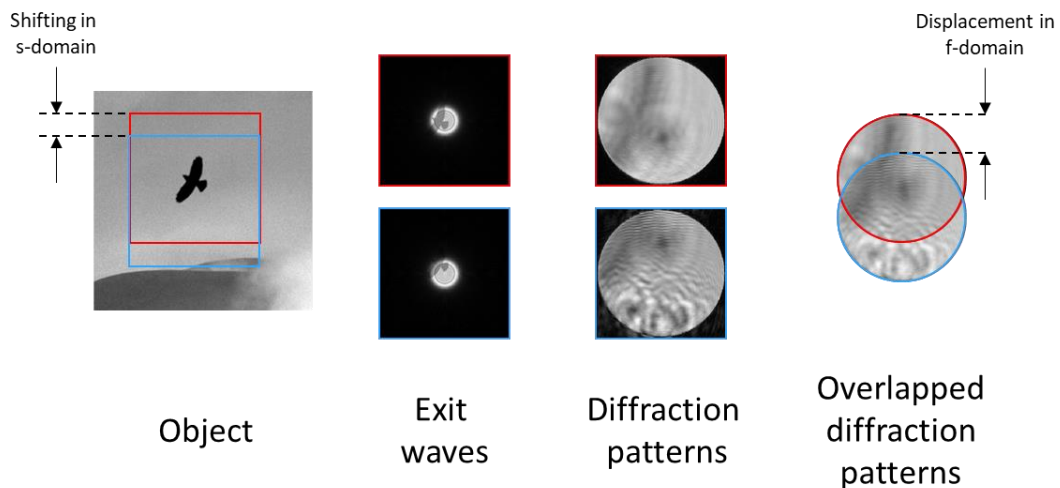 Shifting in
s-domain
Displacement in
f-domain
Object
Exit
waves
Diffraction
patterns
Overlapped
diffraction
patterns